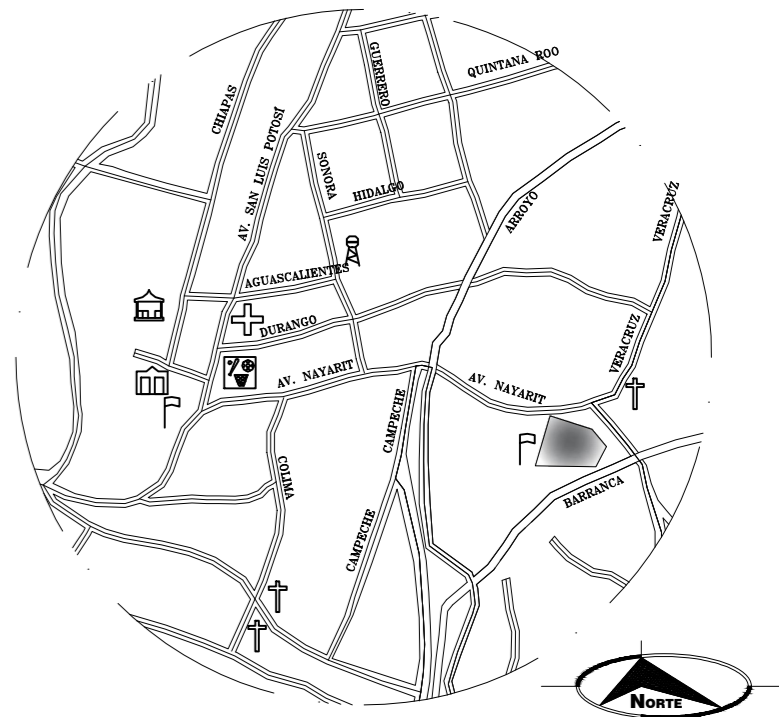 GUERRERO
QUINTANA ROO
CHIAPAS
AV. SAN LUIS POTOSÍ
SONORA
HIDALGO
ARROYO
VERACRUZ
AGUASCALIENTES
DURANGO
VERACRUZ
AV. NAYARIT
AV. NAYARIT
CAMPECHE
COLIMA
BARRANCA
CAMPECHE
NORTE